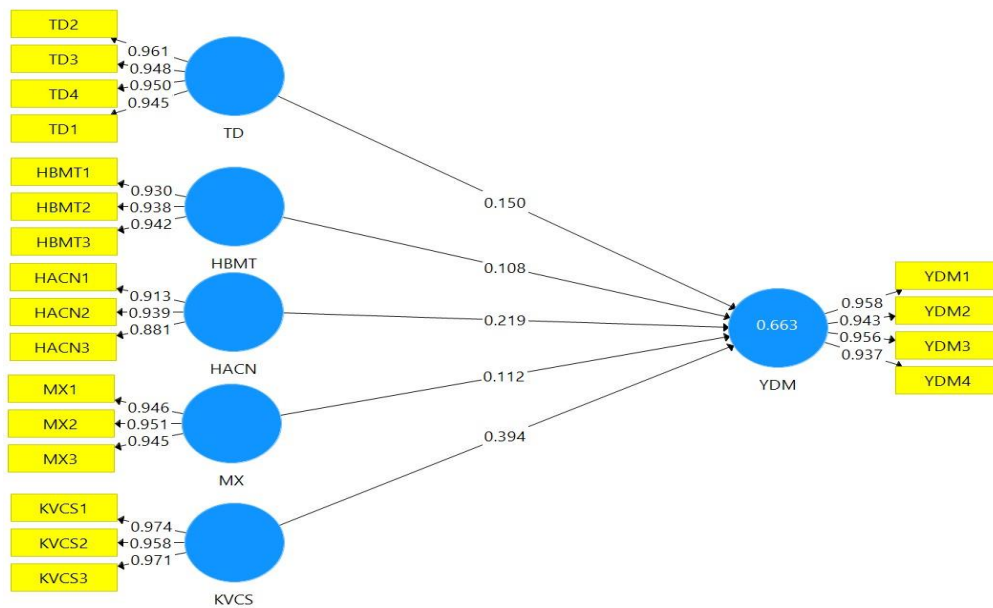 TD2
0.961
TD3
0.948
TD4
0.950
TD1
0.945
TD
HBMT1
0.930
HBMT2
0.938
HBMT3
0.942
HBMT
HACN1
0.913
HACN2
0.939
HACN3
0.881
HACN
MX1
0.946
MX2
0.951
MX3
0.945
MX
KVCS1
0.974
KVCS2
0.958
KVCS3
0.971
KVCS
0.150
0.108
0.219
0.112
0.394
0.663
YDM
0.958
YDM1
0.943
YDM2
0.956
YDM3
0.937
YDM4